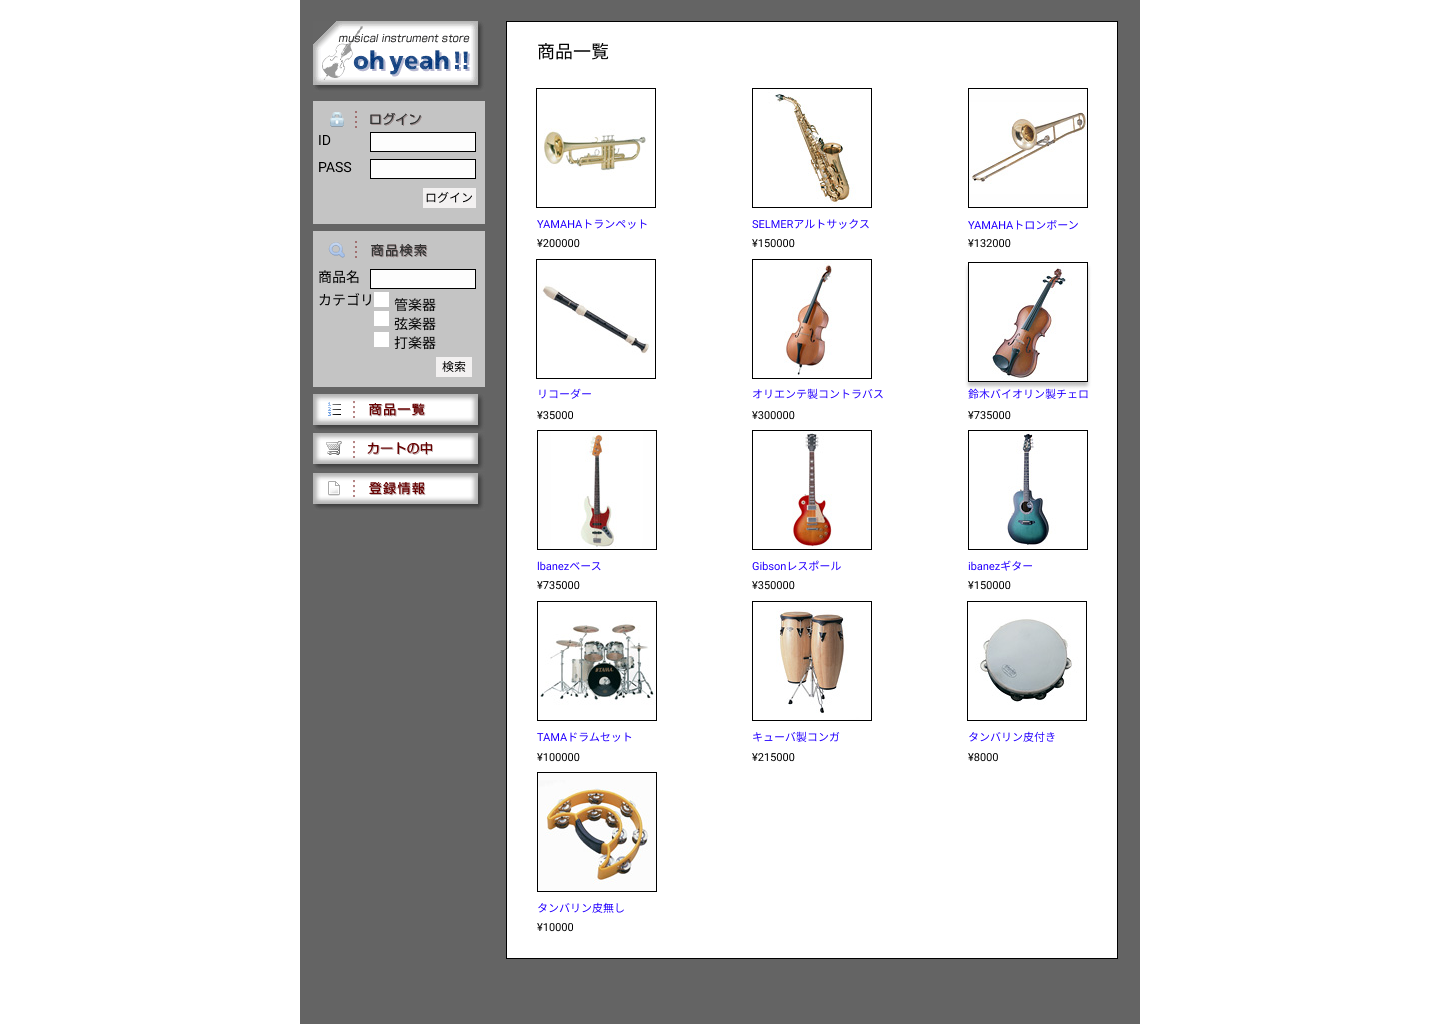 musical instrument store
oh yeah !!
ログイン
ID
PASS
ログイン
商品検索
商品名
カテゴリ
管楽器
弦楽器
打楽器
検索
商品一覧
カートの中
登録情報
商品一覧
YAMAHAトランペット
¥200000
SELMERアルトサックス
¥150000
YAMAHAトロンボーン
¥132000
リコーダー
¥35000
オリエンテ製コントラバス
¥300000
鈴木バイオリン製チェロ
¥735000
Ibanezベース
¥735000
Gibsonレスポール
¥350000
ibanezギター
¥150000
TAMA
TAMAドラムセット
¥100000
キューバ製コンガ
¥215000
タンバリン皮付き
¥8000
タンバリン皮無し
¥10000